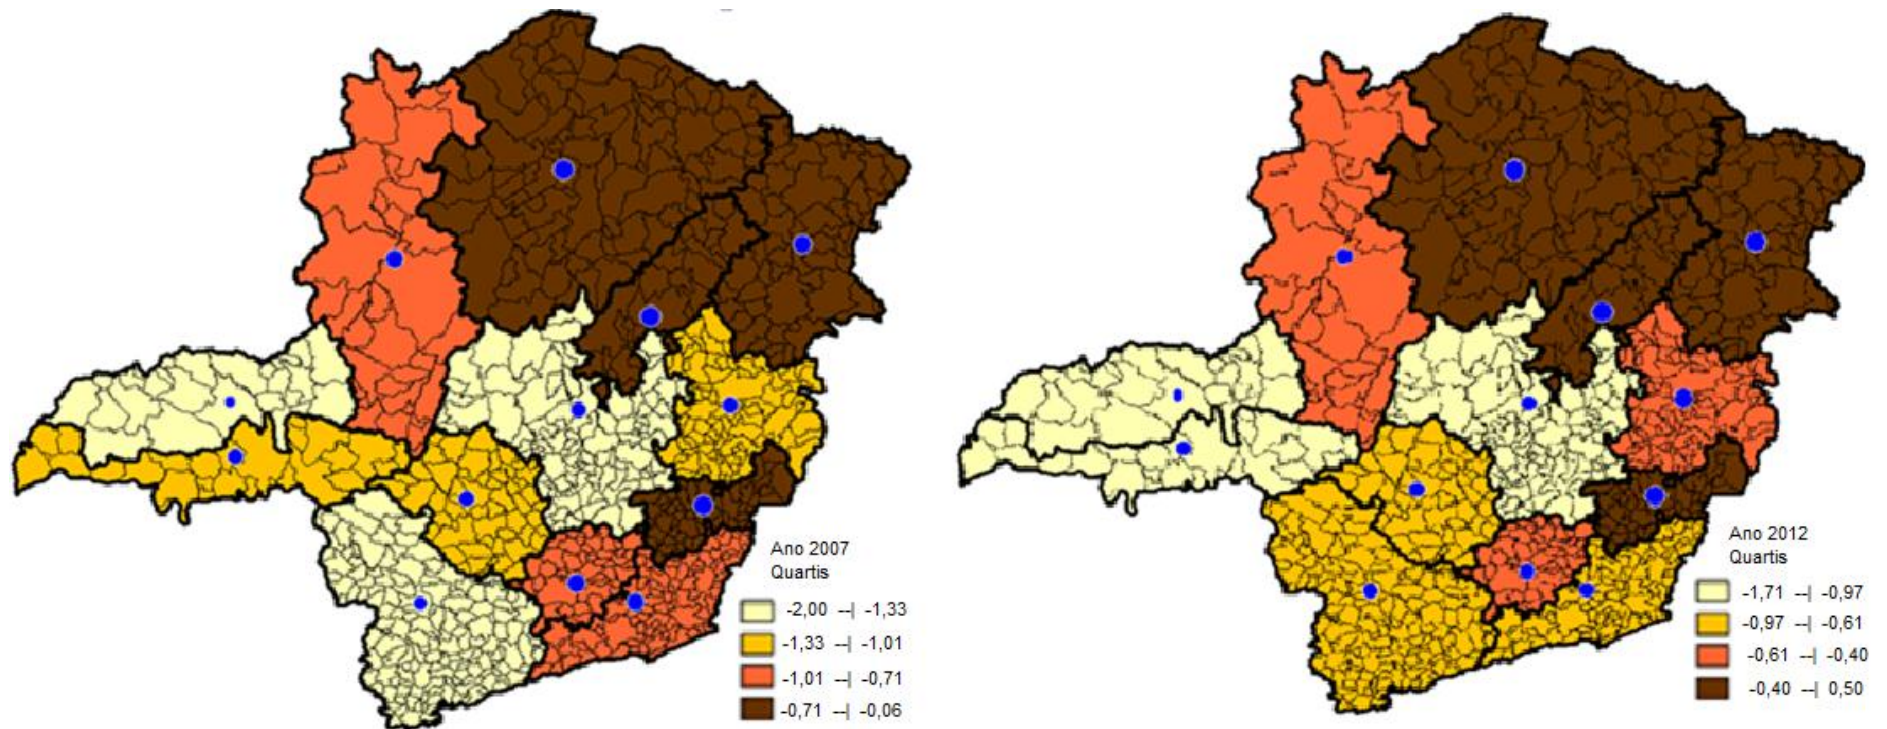 Ano 2007
Quartis
-2,00 --| -1,33
-1,33 --| -1,01
-1,01 --| -0,71
-0,71 --| -0,06
Ano 2012
Quartis
-1,71 --| -0,97
-0,97 --| -0,61
-0,61 --| -0,40
-0,40 --| 0,50